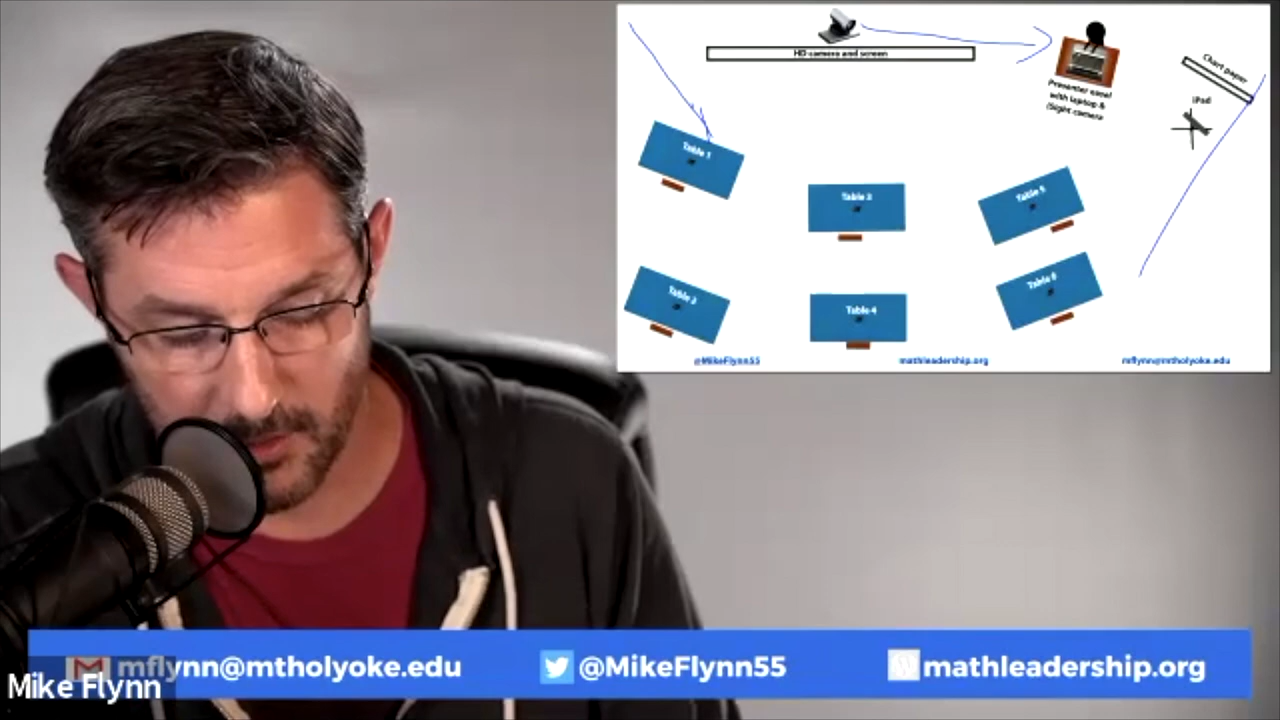 HD camera and screen
Chart paper
iPad
Presenter panel
with laptop &
iSight camera
Table 1
Table 2
Table 5
Table 3
Table 4
Table 6
@MikeFlynn55 mathleadership.org mflynn@mtholyoke.edu
mflynn@mtholyoke.edu @MikeFlynn55 mathleadership.org
Mike Flynn